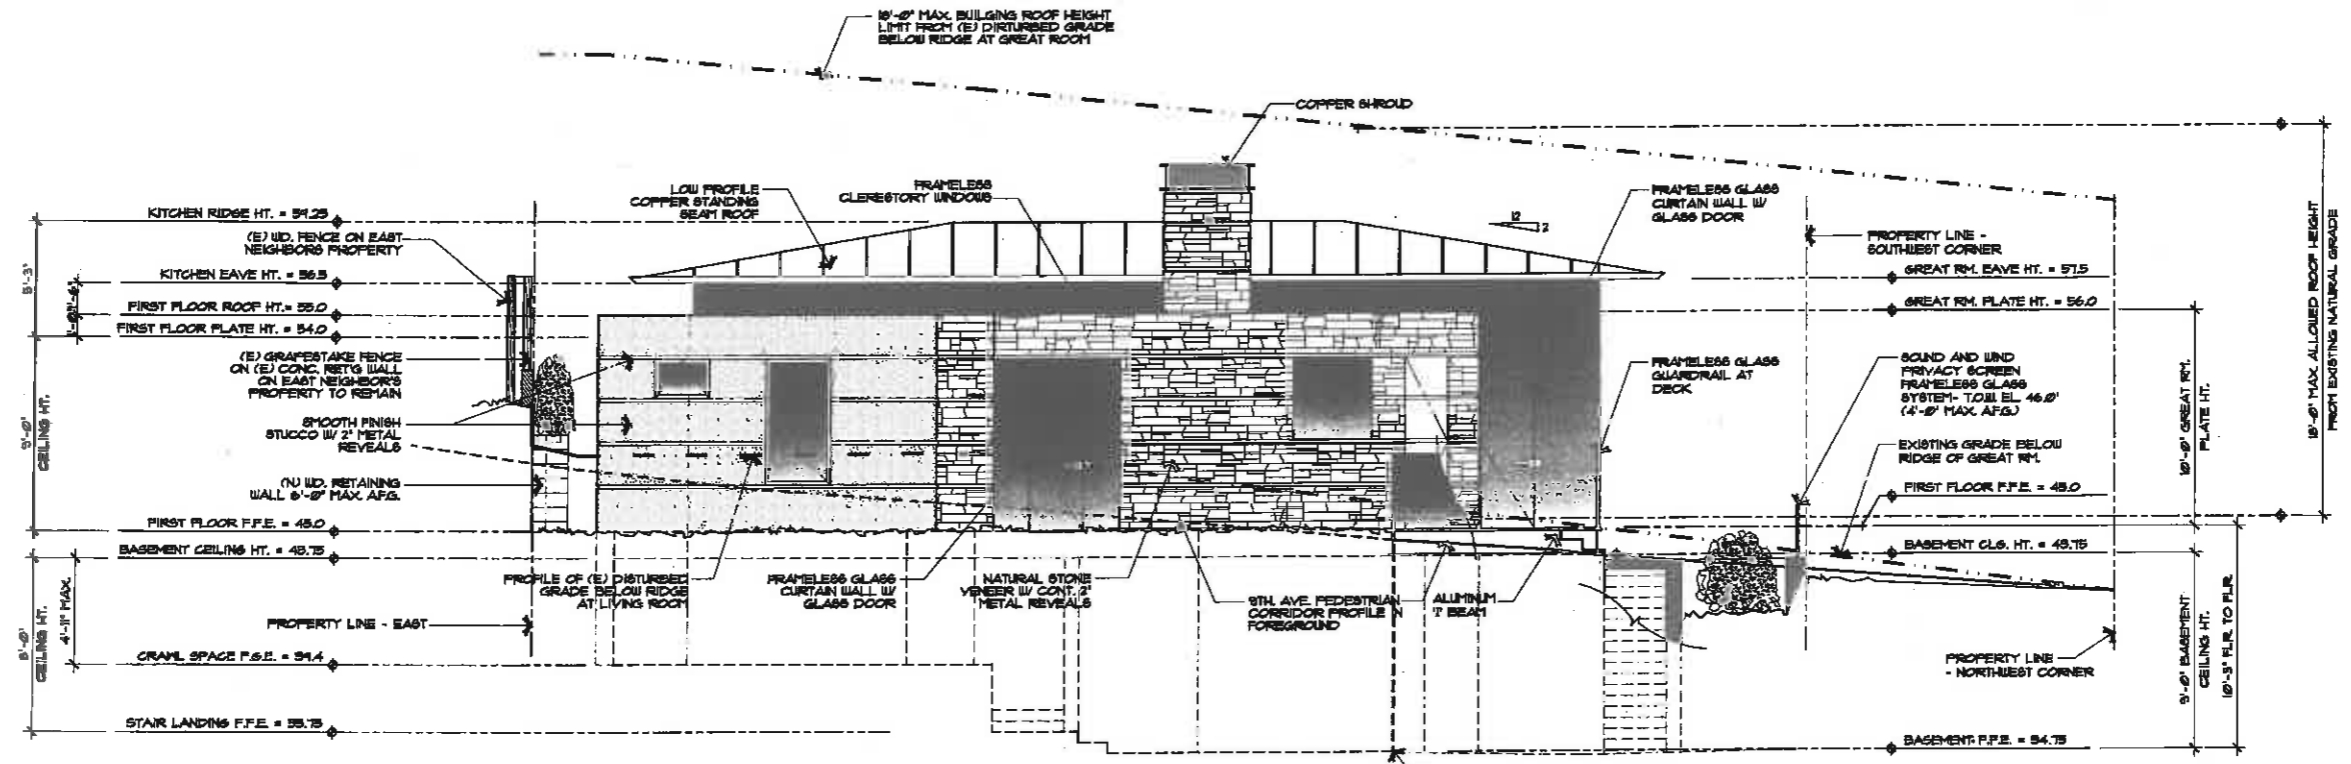 18'-0" MAX. BUILGING ROOF HEIGHT
LIMIT FROM (E) DIRTURBED GRADE
BELOW RIDGE AT GREAT ROOM
COPPER SHROUD
LOW PROFILE
COPPER STANDING
SEAM ROOF
FRAMELESS
CLERESTORY WINDOWS
12
2
FRAMELESS GLASS
CURTAIN WALL W/
GLASS DOOR
KITCHEN RIDGE HT. = 59.25
(E) WD. FENCE ON EAST
NEIGHBORS PROPERTY
KITCHEN EAVE HT. = 56.5
FIRST FLOOR ROOF HT. = 55.0
FIRST FLOOR PLATE HT. = 54.0
(E) GRAPESTAKE FENCE
ON (E) CONC. RET'G WALL
ON EAST NEIGHBOR'S
PROPERTY TO REMAIN
SMOOTH FINISH
STUCCO W/ 2" METAL
REVEALS
(N) WD. RETAINING
WALL 6'-0" MAX. A.F.G.
FIRST FLOOR F.F.E. = 45.0
BASEMENT CEILING HT. = 43.75
PROPERTY LINE - EAST
CRAWL SPACE F.G.E. = 39.4
STAIR LANDING F.F.E. = 35.75
5'-3"
1'-6"
1'-0"
9'-0"
CEILING HT.
8'-0"
CEILING HT.
4'-11" MAX.
PROFILE OF (E) DISTURBED
GRADE BELOW RIDGE
AT LIVING ROOM
FRAMELESS GLASS
CURTAIN WALL W/
GLASS DOOR
NATURAL STONE
VENEER W/ CONT. 2"
METAL REVEALS
AVE. PEDESTRIAN
CORRIDOR PROFILE IN
FOREGROUND
ALUMINUM
'I' BEAM
PROPERTY LINE -
SOUTHWEST CORNER
GREAT RM. EAVE HT. = 57.5
GREAT RM. PLATE HT. = 56.0
FRAMELESS GLASS
GUARDRAIL AT
DECK
SOUND AND WIND
PRIVACY SCREEN
FRAMELESS GLASS
SYSTEM- T.O.W. EL. 46.0'
(4'-0" MAX. A.F.G.)
EXISTING GRADE BELOW
RIDGE OF GREAT RM.
FIRST FLOOR F.F.E. = 45.0
BASEMENT CLG. HT. = 43.75
PROPERTY LINE
- NORTHWEST CORNER
BASEMENT F.F.E. = 34.75
10'-0" GREAT RM.
PLATE HT.
9'-0" BASEMENT
CEILING HT.
10'-3" FLR. TO FLR.
18'-0" MAX. ALLOWED ROOF HEIGHT
FROM EXISTING NATURAL GRADE